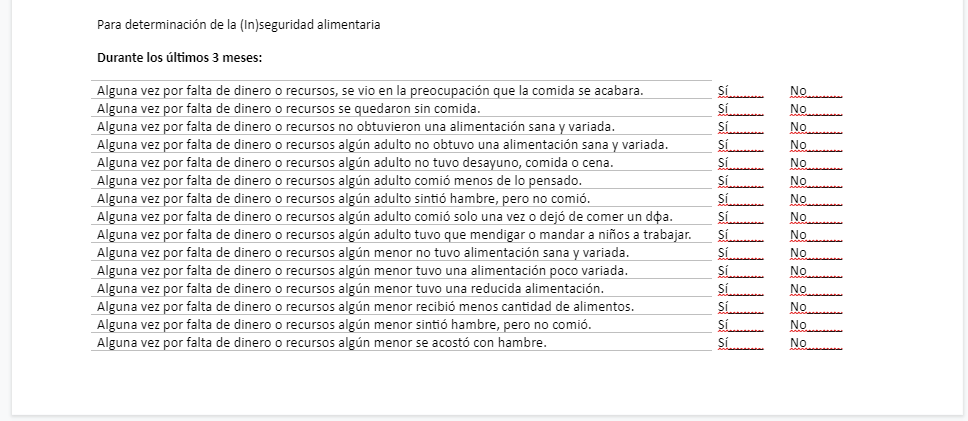 Para determinación de la (In)seguridad alimentaria
Durante los últimos 3 meses:
Alguna vez por falta de dinero o recursos, se vio en la preocupación que la comida se acabara. Sí______ No______
Alguna vez por falta de dinero o recursos se quedaron sin comida. Sí______ No______
Alguna vez por falta de dinero o recursos no obtuvieron una alimentación sana y variada. Sí______ No______
Alguna vez por falta de dinero o recursos algún adulto no obtuvo una alimentación sana y variada. Sí______ No______
Alguna vez por falta de dinero o recursos algún adulto no tuvo desayuno, comida o cena. Sí______ No______
Alguna vez por falta de dinero o recursos algún adulto comió menos de lo pensado. Sí______ No______
Alguna vez por falta de dinero o recursos algún adulto sintió hambre, pero no comió. Sí______ No______
Alguna vez por falta de dinero o recursos algún adulto comió solo una vez o dejó de comer un dфa. Sí______ No______
Alguna vez por falta de dinero o recursos algún adulto tuvo que mendigar o mandar a niños a trabajar. Sí______ No______
Alguna vez por falta de dinero o recursos algún menor no tuvo alimentación sana y variada. Sí______ No______
Alguna vez por falta de dinero o recursos algún menor tuvo una alimentación poco variada. Sí______ No______
Alguna vez por falta de dinero o recursos algún menor tuvo una reducida alimentación. Sí______ No______
Alguna vez por falta de dinero o recursos algún menor recibió menos cantidad de alimentos. Sí______ No______
Alguna vez por falta de dinero o recursos algún menor sintió hambre, pero no comió. Sí______ No______
Alguna vez por falta de dinero o recursos algún menor se acostó con hambre. Sí______ No______